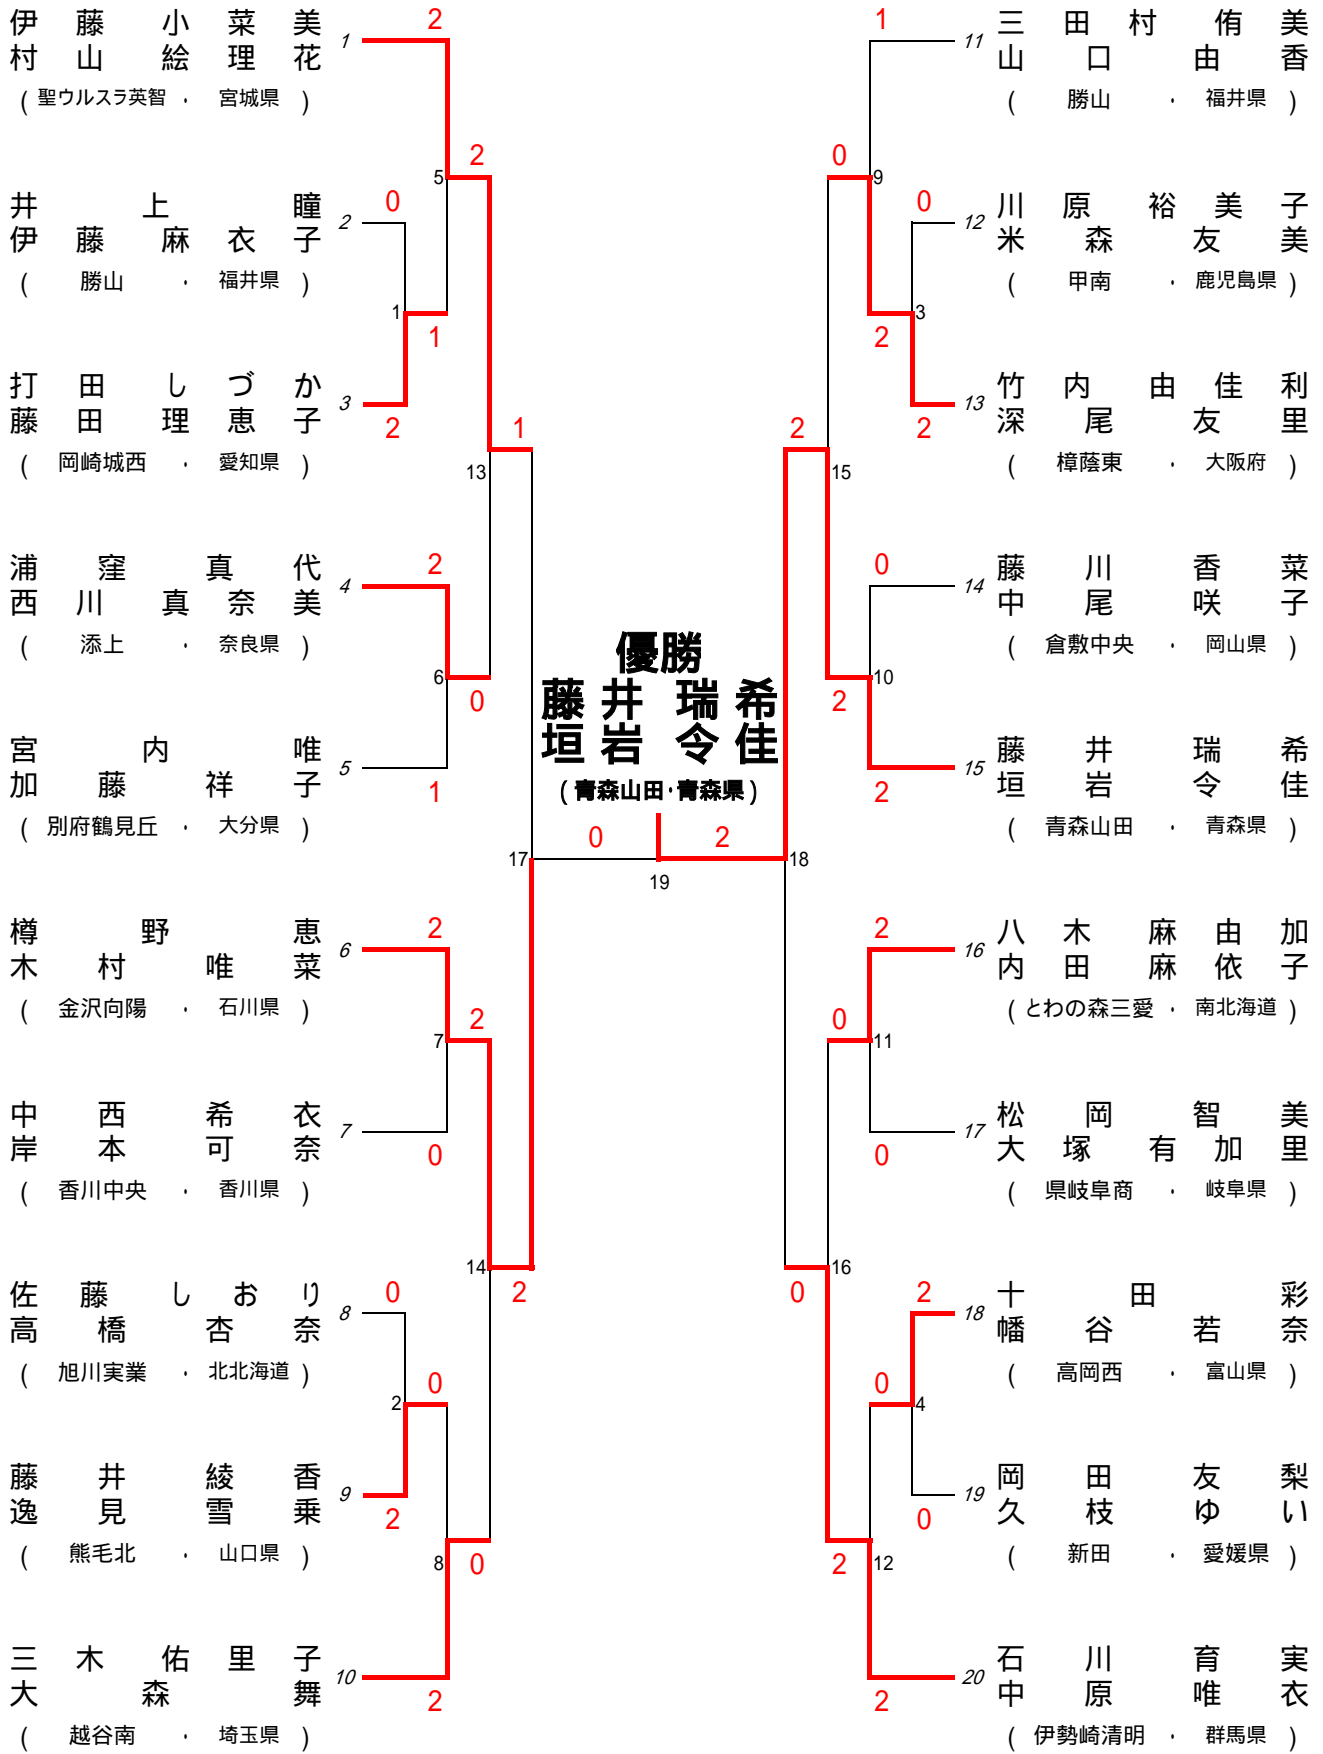 伊藤小菜美
村山絵理花
1
(聖ウルスラ英智・宮城県)
2
井上瞳
伊藤麻衣子
2
(勝山・福井県)
0
1
打田しづか
藤田理恵子
3
(岡崎城西・愛知県)
2
1
5
2
浦窪真代
西川真奈美
4
(添上・奈良県)
2
宮内唯
加藤祥子
5
(別府鶴見丘・大分県)
1
6
0
13
1
樽野恵
木村唯菜
6
(金沢向陽・石川県)
2
中西希衣
岸本可奈
7
(香川中央・香川県)
0
7
2
佐藤しおり
高橋杏奈
8
(旭川実業・北北海道)
0
2
0
藤井綾香
逸見雪乗
9
(熊毛北・山口県)
2
三木佑里子
大森舞
10
(越谷南・埼玉県)
2
8
0
14
2
17
優勝
藤井瑞希
垣岩令佳
(青森山田・青森県)
0
2
19
18
1
11
三田村侑美
山口由香
(勝山・福井県)
0
9
0
12
川原裕美子
米森友美
(甲南・鹿児島県)
2
3
2
13
竹内由佳利
深尾友里
(樟蔭東・大阪府)
2
15
0
14
藤川香菜
中尾咲子
(倉敷中央・岡山県)
2
10
2
15
藤井瑞希
垣岩令佳
(青森山田・青森県)
2
16
八木麻由加
内田麻依子
(とわの森三愛・南北海道)
0
11
0
17
松岡智美
大塚有加里
(県岐阜商・岐阜県)
0
16
2
18
十田彩
幡谷若奈
(高岡西・富山県)
0
4
0
19
岡田友梨
久枝ゆい
(新田・愛媛県)
2
12
2
20
石川育実
中原唯衣
(伊勢崎清明・群馬県)